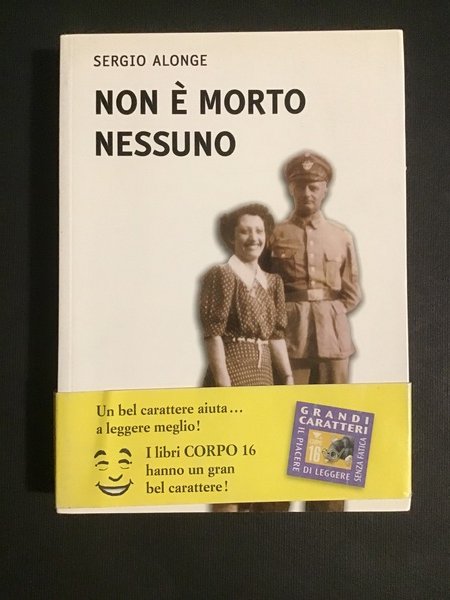 SERGIO ALONGE
NON È MORTO
NESSUNO
Un bel carattere aiuta...
a leggere meglio!
I libri CORPO 16
hanno un gran
bel carattere!
GRANDI
CARATTERI
IL PIACERE
DI LEGGERE
SENZA FATICA
16